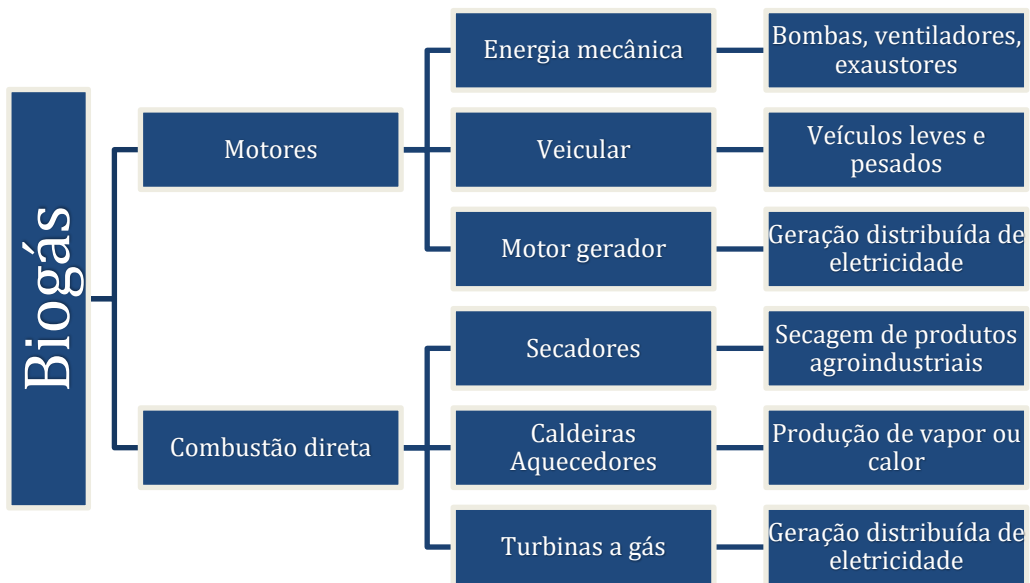 Biogás
Motores
Energia mecânica
Bombas, ventiladores,
exaustores
Veicular
Veículos leves e
pesados
Motor gerador
Geração distribuída de
eletricidade
Combustão direta
Secadores
Secagem de produtos
agroindustriais
Caldeiras
Aquecedores
Produção de vapor ou
calor
Turbinas a gás
Geração distribuída de
eletricidade